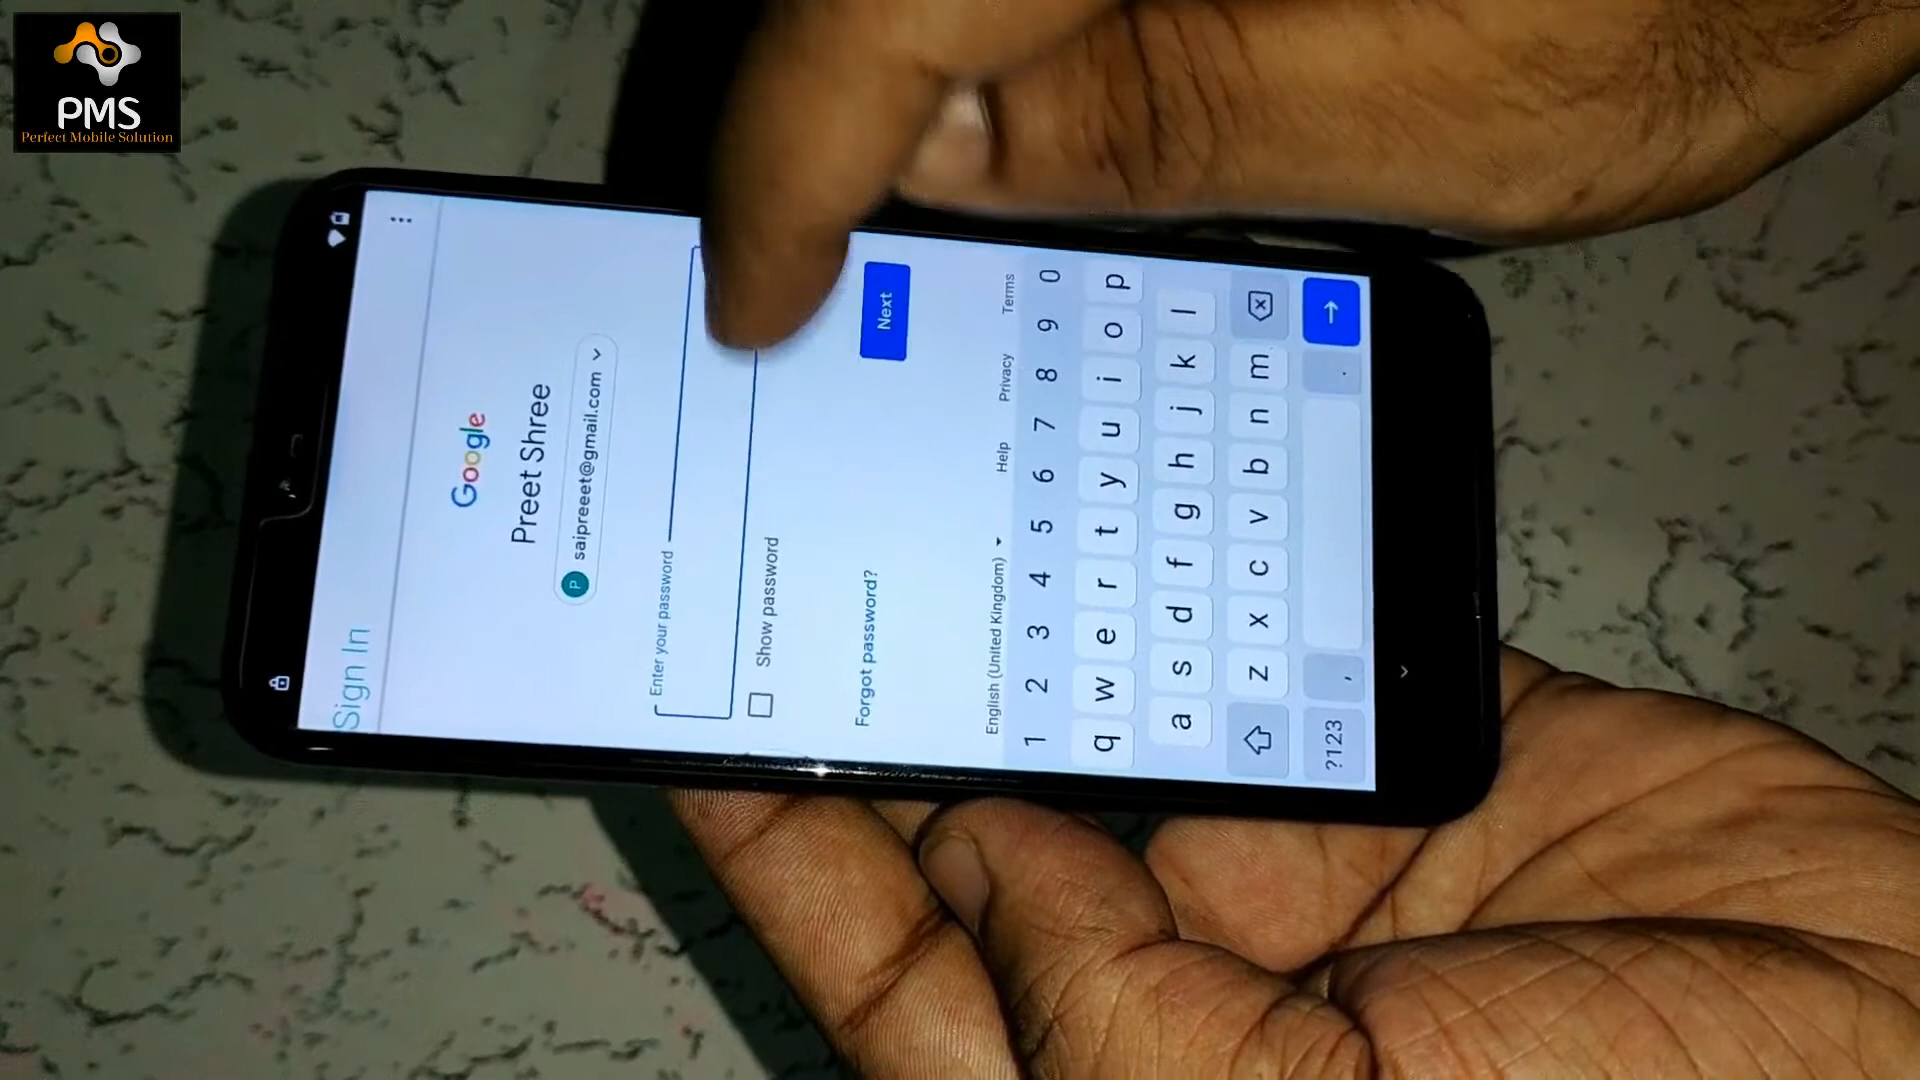 PMS
Perfect Mobile Solution
Sign In
Google
Preet Shree
P saipreeet@gmail.com
Enter your password
Show password
Forgot password?
Next
English (United Kingdom)
Help
Privacy
Terms
1 2 3 4 5 6 7 8 9 0
q w e r t y u i o p
a s d f g h j k l
z x c v b n m
?123 , .